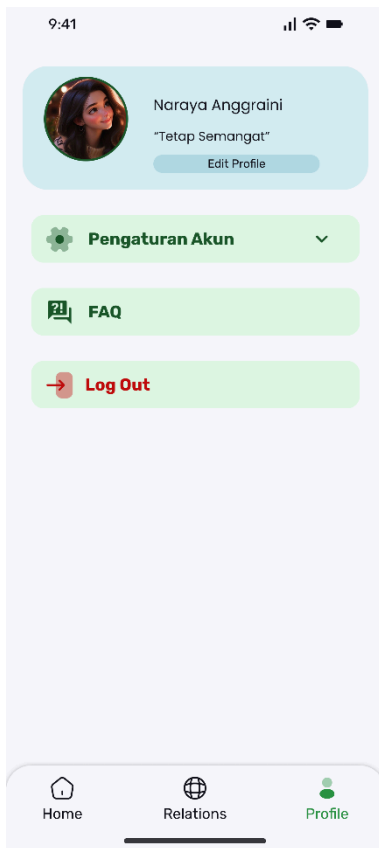 9:41
Naraya Anggraini
“Tetap Semangat”
Edit Profile
Pengaturan Akun
?!
FAQ
Log Out
Home
Relations
Profile